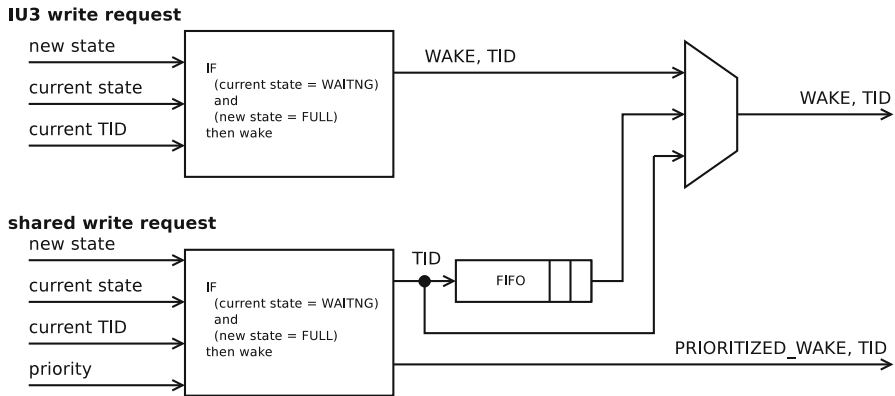 IU3 write request
new state
current state
current TID
IF
(current state = WAITNG)
and
(new state = FULL)
then wake
WAKE, TID
WAKE, TID
shared write request
new state
current state
current TID
priority
IF
(current state = WAITNG)
and
(new state = FULL)
then wake
TID
FIFO
PRIORITIZED_WAKE, TID